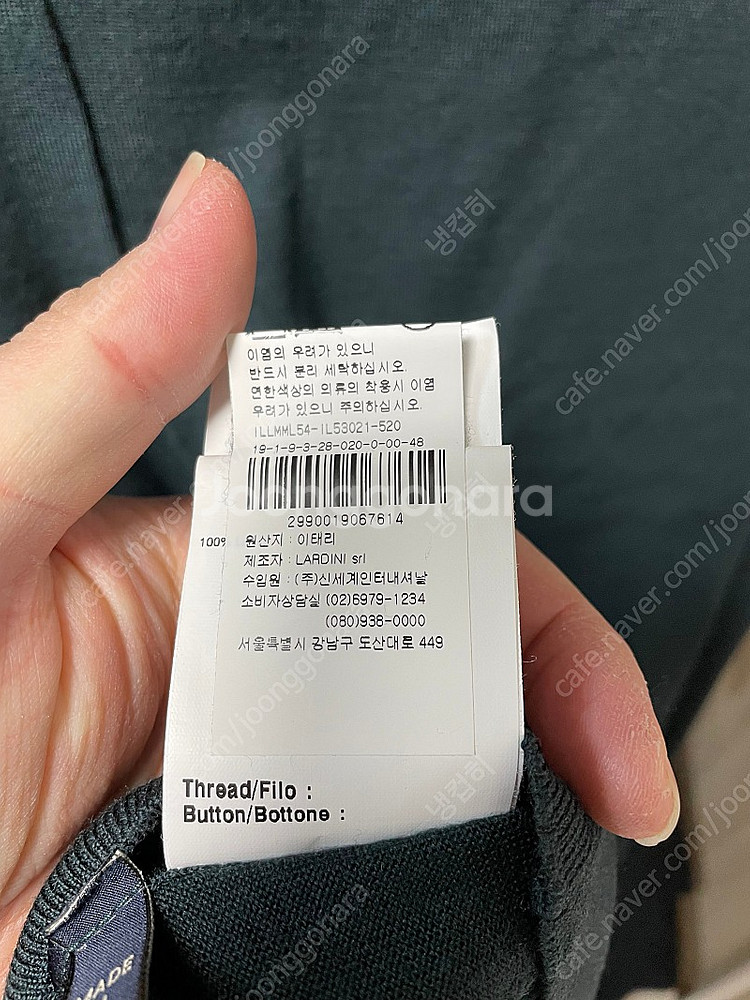 이염의 우려가 있으니
반드시 분리 세탁하십시오.
연한색상의 의류의 착용시 이염
우려가 있으니 주의하십시오.
ILLMML54-IL53021-520
19-1-9-3-28-020-0-00-48
Joonggonara
2990019067614
100%
원산지 : 이태리
제조자 : LARDINI srl
수입원 : (주)신세계인터내셔날
소비자상담실 (02)6979-1234
(080)938-0000
서울특별시 강남구 도산대로 449
Thread/Filo :
Button/Bottone :
MADE
cafe.naver.com/joonggonara
냉컵히